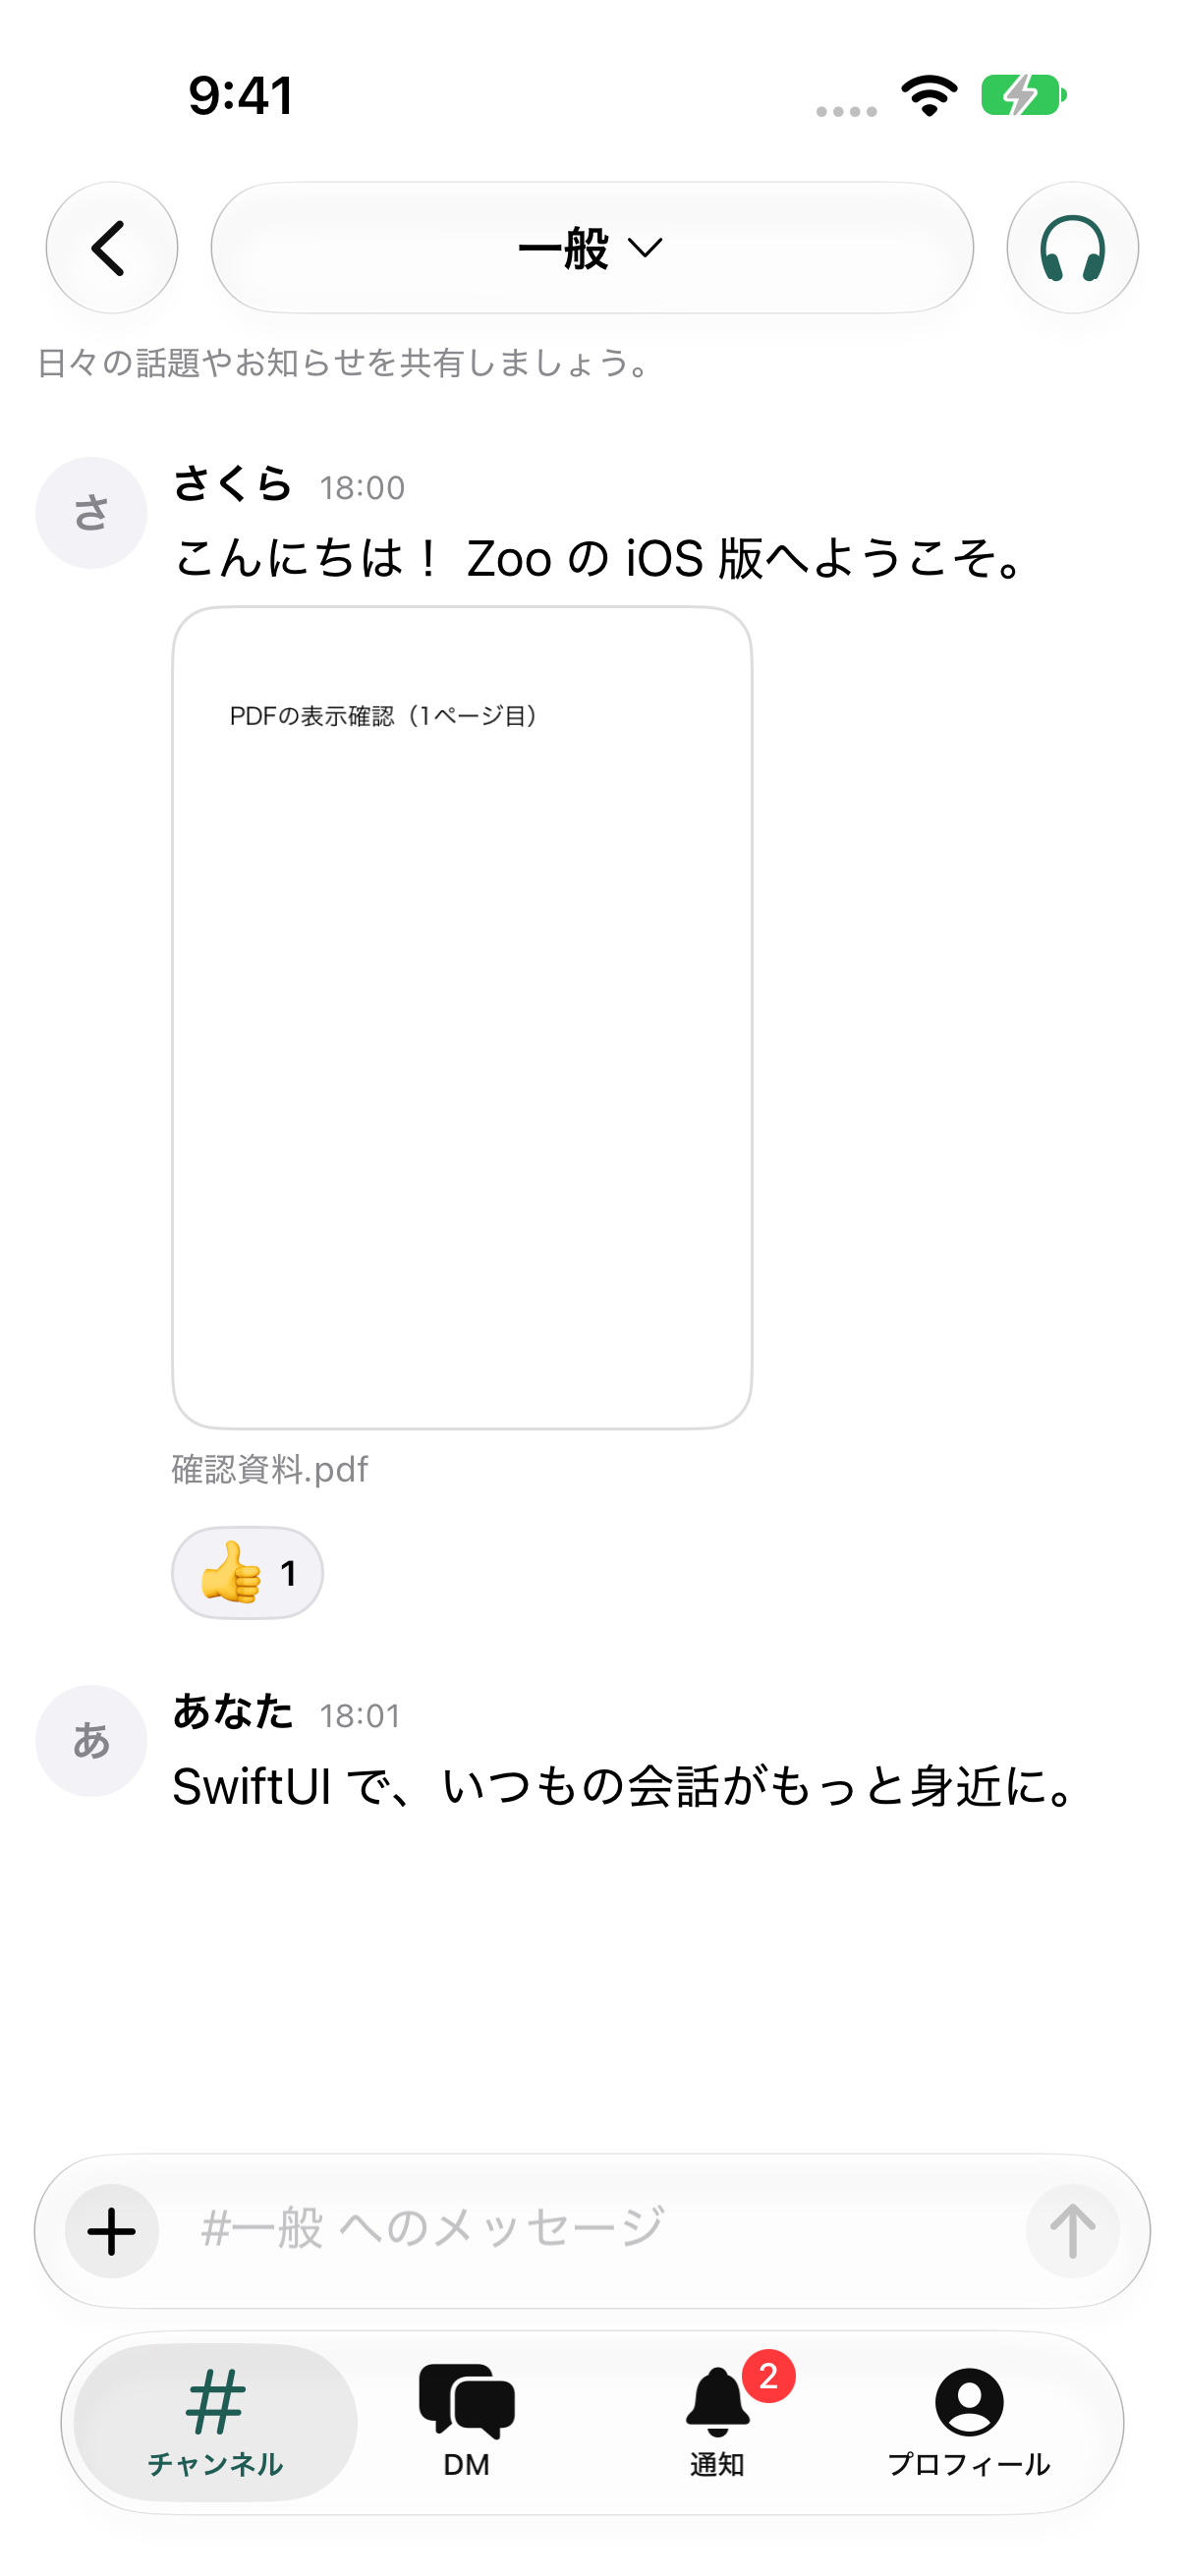 9:41
一般
日々の話題やお知らせを共有しましょう。
さ
さくら 18:00
こんにちは！ Zoo の iOS 版へようこそ。
PDFの表示確認（1ページ目）
確認資料.pdf
👍 1
あ
あなた 18:01
SwiftUI で、いつもの会話がもっと身近に。
#一般 へのメッセージ
2
チャンネル
DM
通知
プロフィール